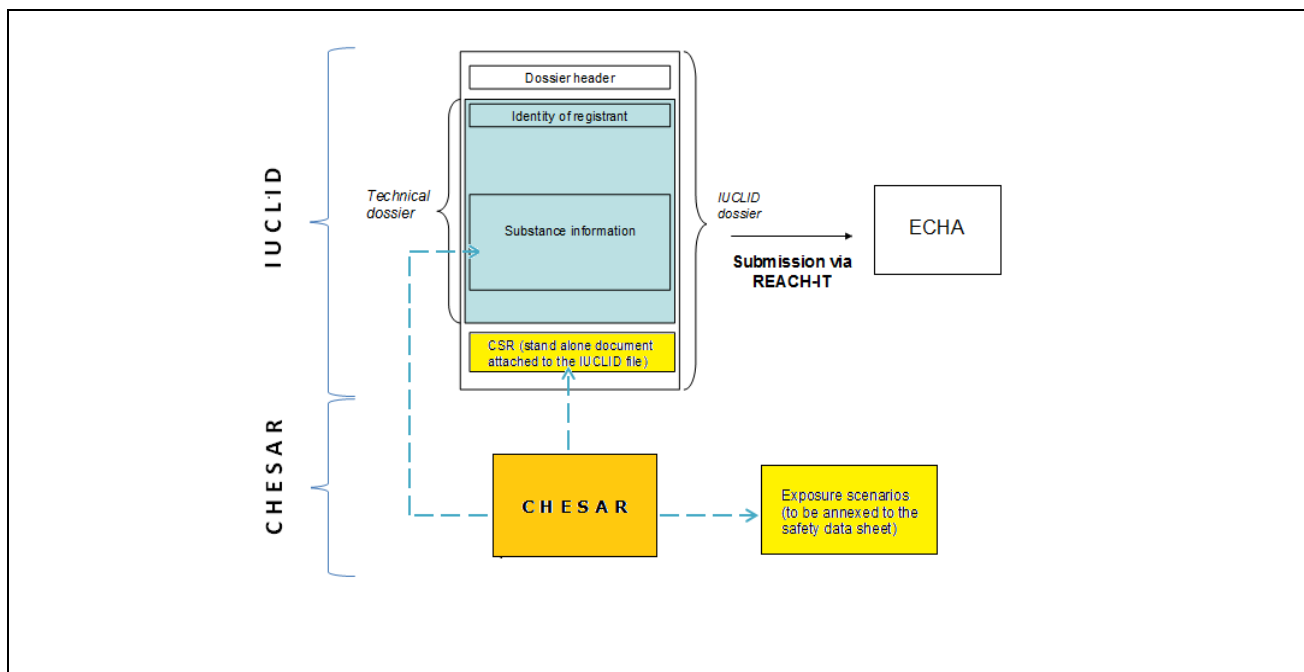 Dossier header
Identity of registrant
IUCLID
Technical
dossier
Substance information
IUCLID
dossier
Submission via
REACH-IT
ECHA
CSR (stand alone document
attached to the IUCLID file)
CHESAR
CHESAR
Exposure scenarios
(to be annexed to the
safety data sheet)